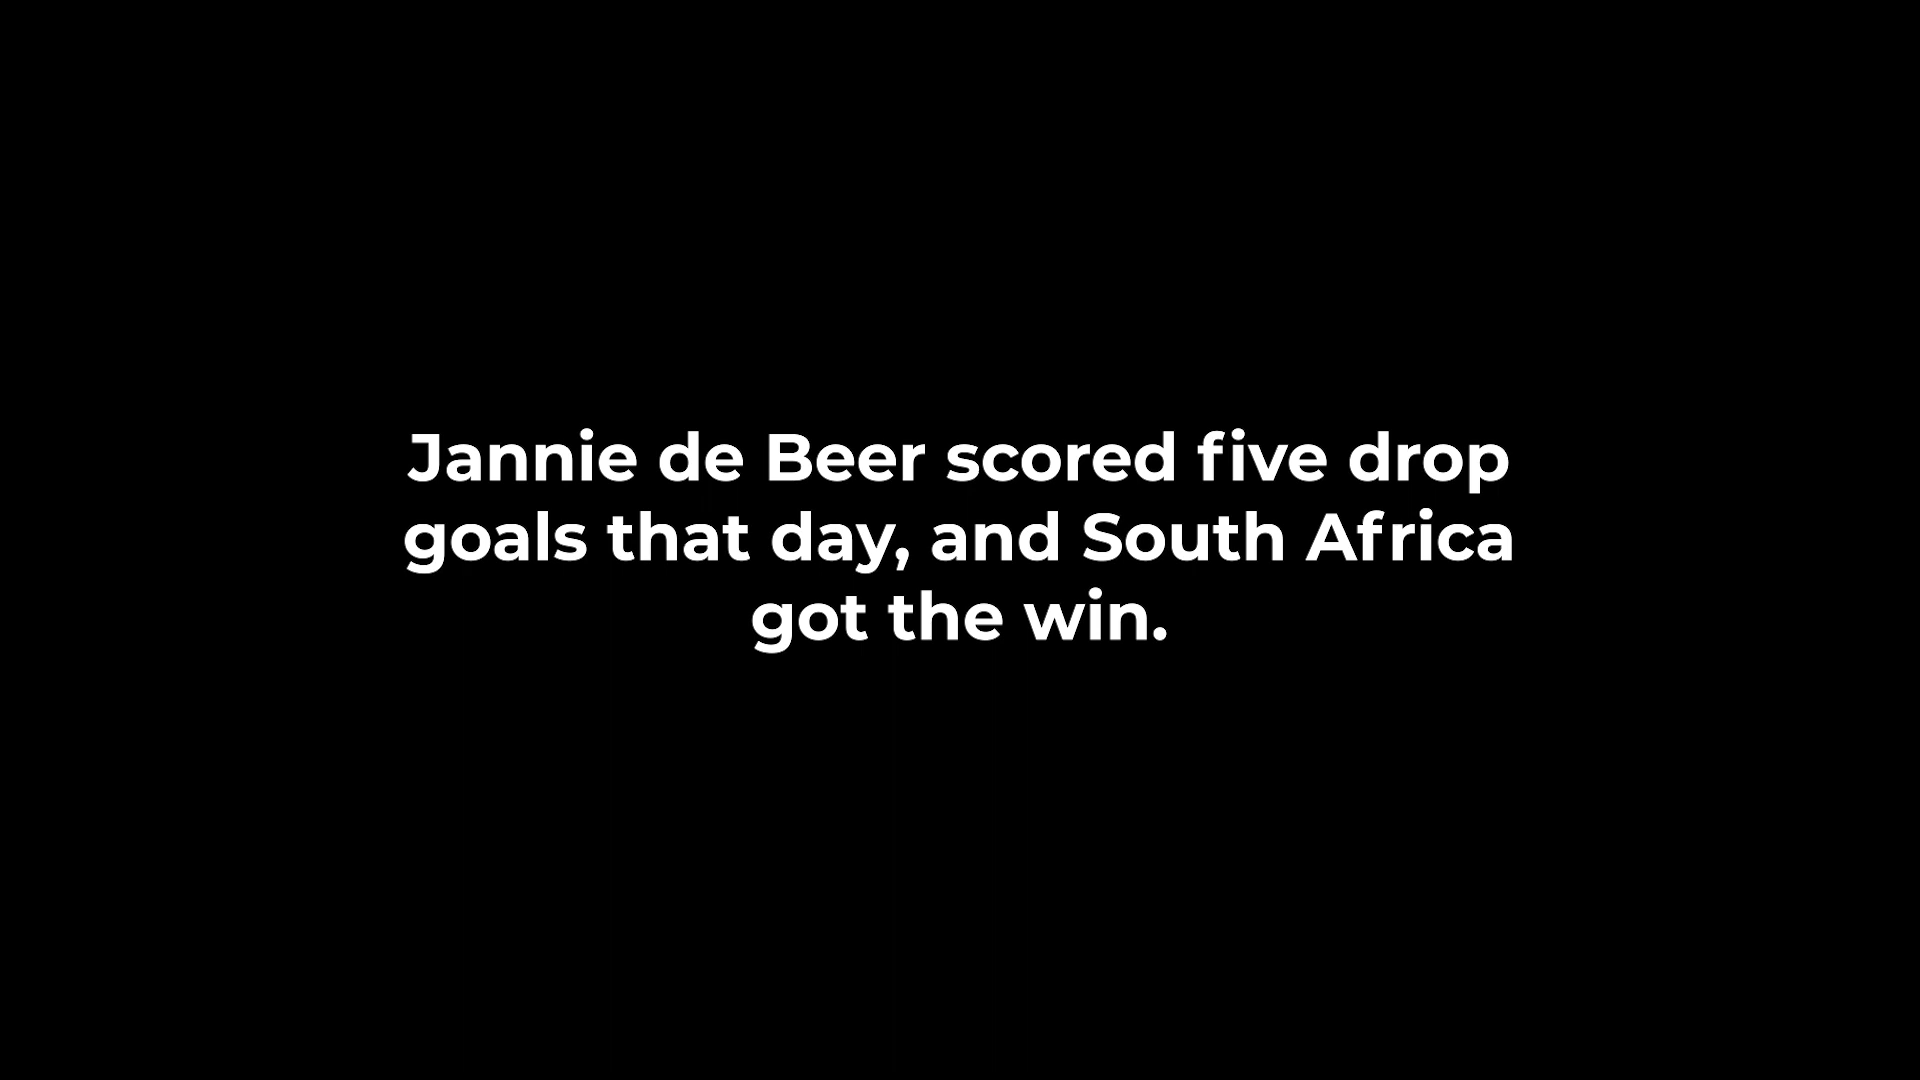 Jannie de Beer scored five drop
goals that day, and South Africa
got the win.